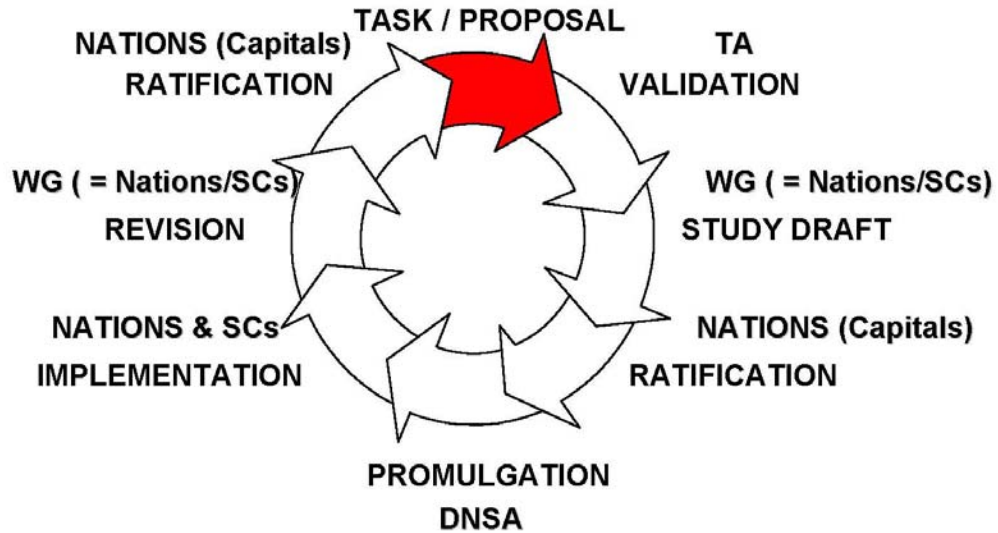 TASK / PROPOSAL
TA
VALIDATION
WG ( = Nations/SCs)
STUDY DRAFT
NATIONS (Capitals)
RATIFICATION
PROMULGATION
DNSA
NATIONS & SCs
IMPLEMENTATION
WG ( = Nations/SCs)
REVISION
NATIONS (Capitals)
RATIFICATION